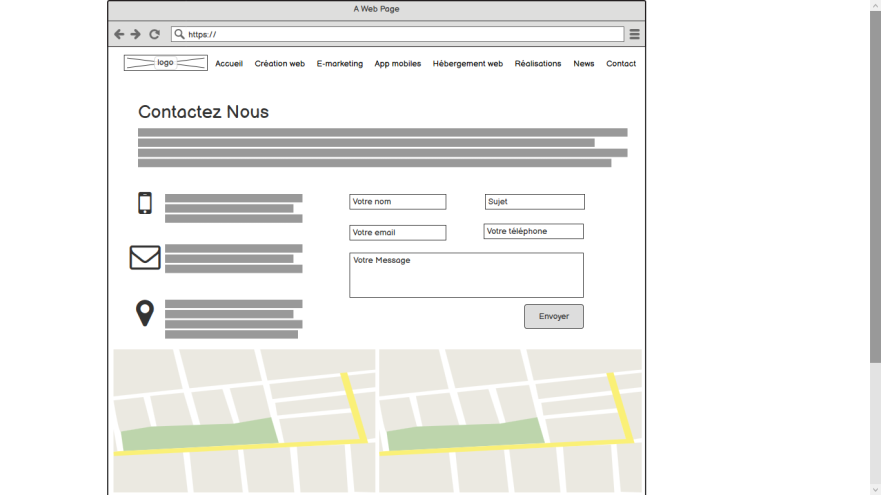 A Web Page
https://
logo Accueil Création web E-marketing App mobiles Hébergement web Réalisations News Contact
Contactez Nous
Votre nom Sujet
Votre email Votre téléphone
Votre Message
Envoyer